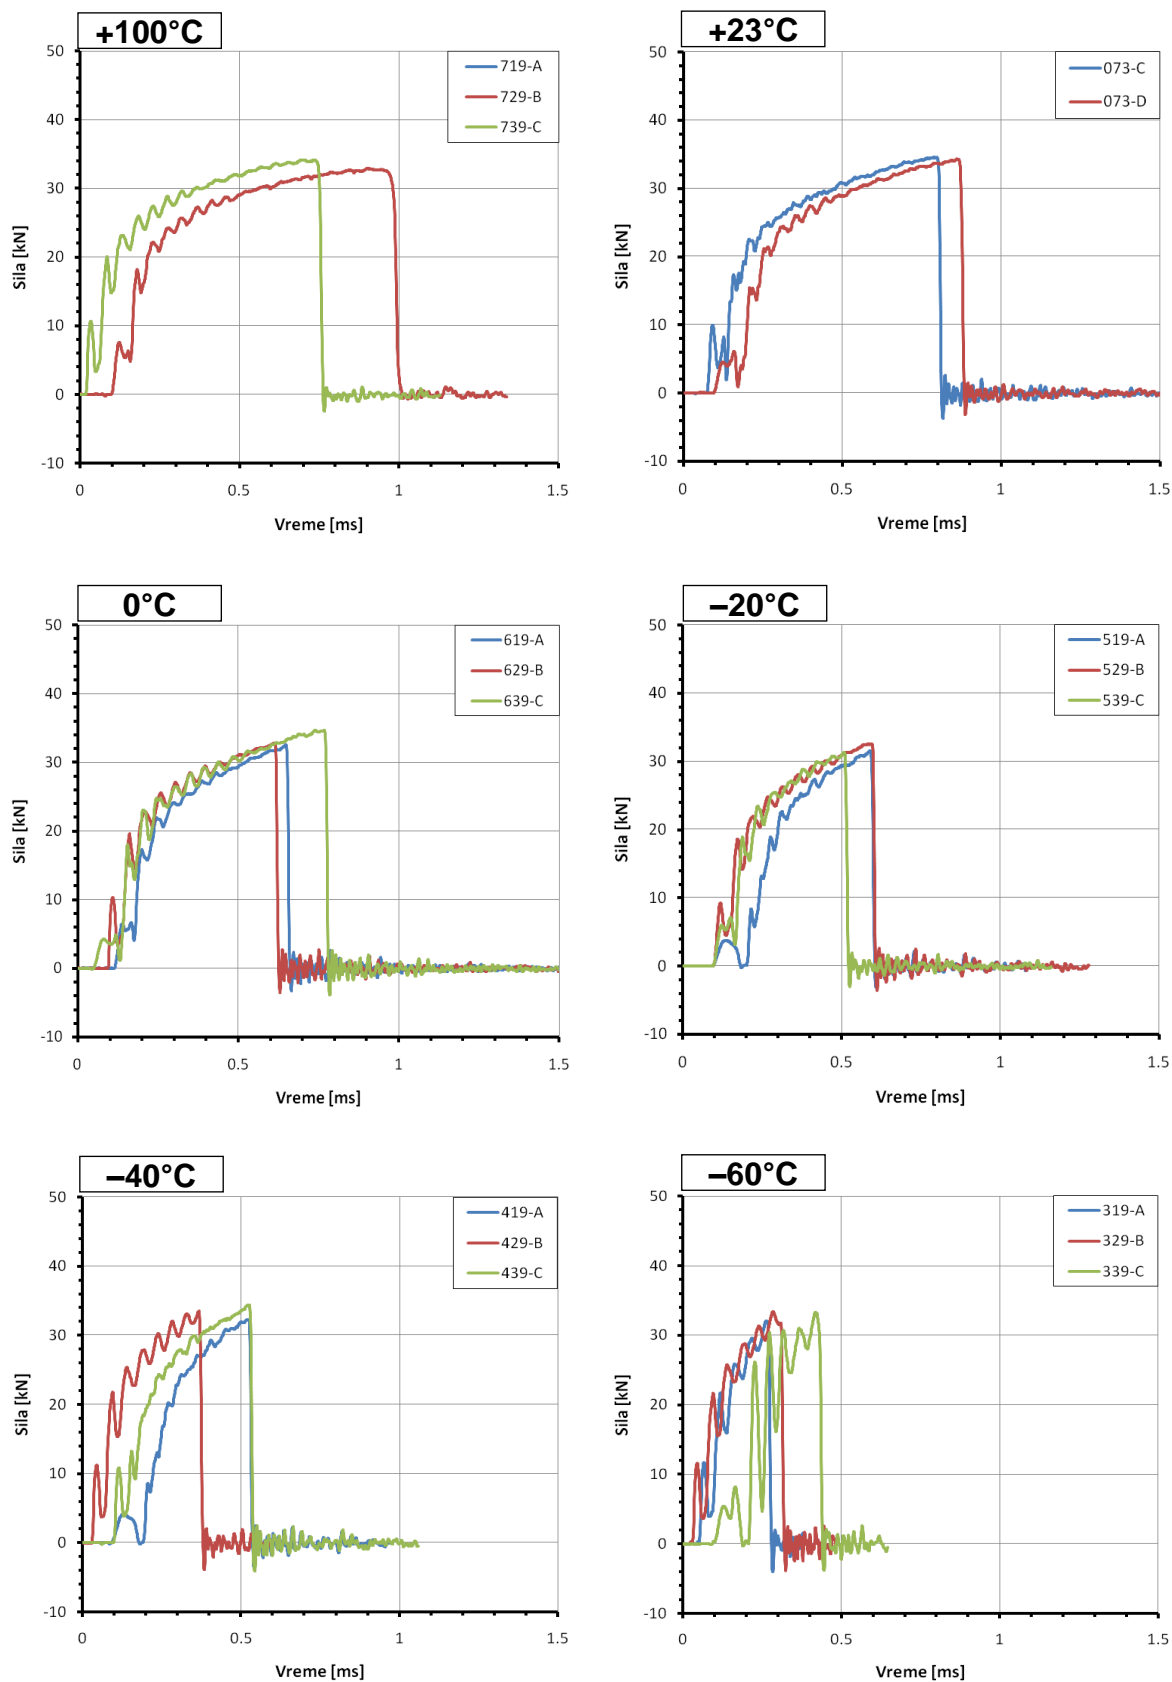 +100°C
50
40
30
20
10
0
-10
Sila [kN]
719-A
729-B
739-C
0 0.5 1 1.5
Vreme [ms]
+23°C
50
40
30
20
10
0
-10
Sila [kN]
073-C
073-D
0 0.5 1 1.5
Vreme [ms]
0°C
50
40
30
20
10
0
-10
Sila [kN]
619-A
629-B
639-C
0 0.5 1 1.5
Vreme [ms]
–20°C
50
40
30
20
10
0
-10
Sila [kN]
519-A
529-B
539-C
0 0.5 1 1.5
Vreme [ms]
–40°C
50
40
30
20
10
0
-10
Sila [kN]
419-A
429-B
439-C
0 0.5 1 1.5
Vreme [ms]
–60°C
50
40
30
20
10
0
-10
Sila [kN]
319-A
329-B
339-C
0 0.5 1 1.5
Vreme [ms]